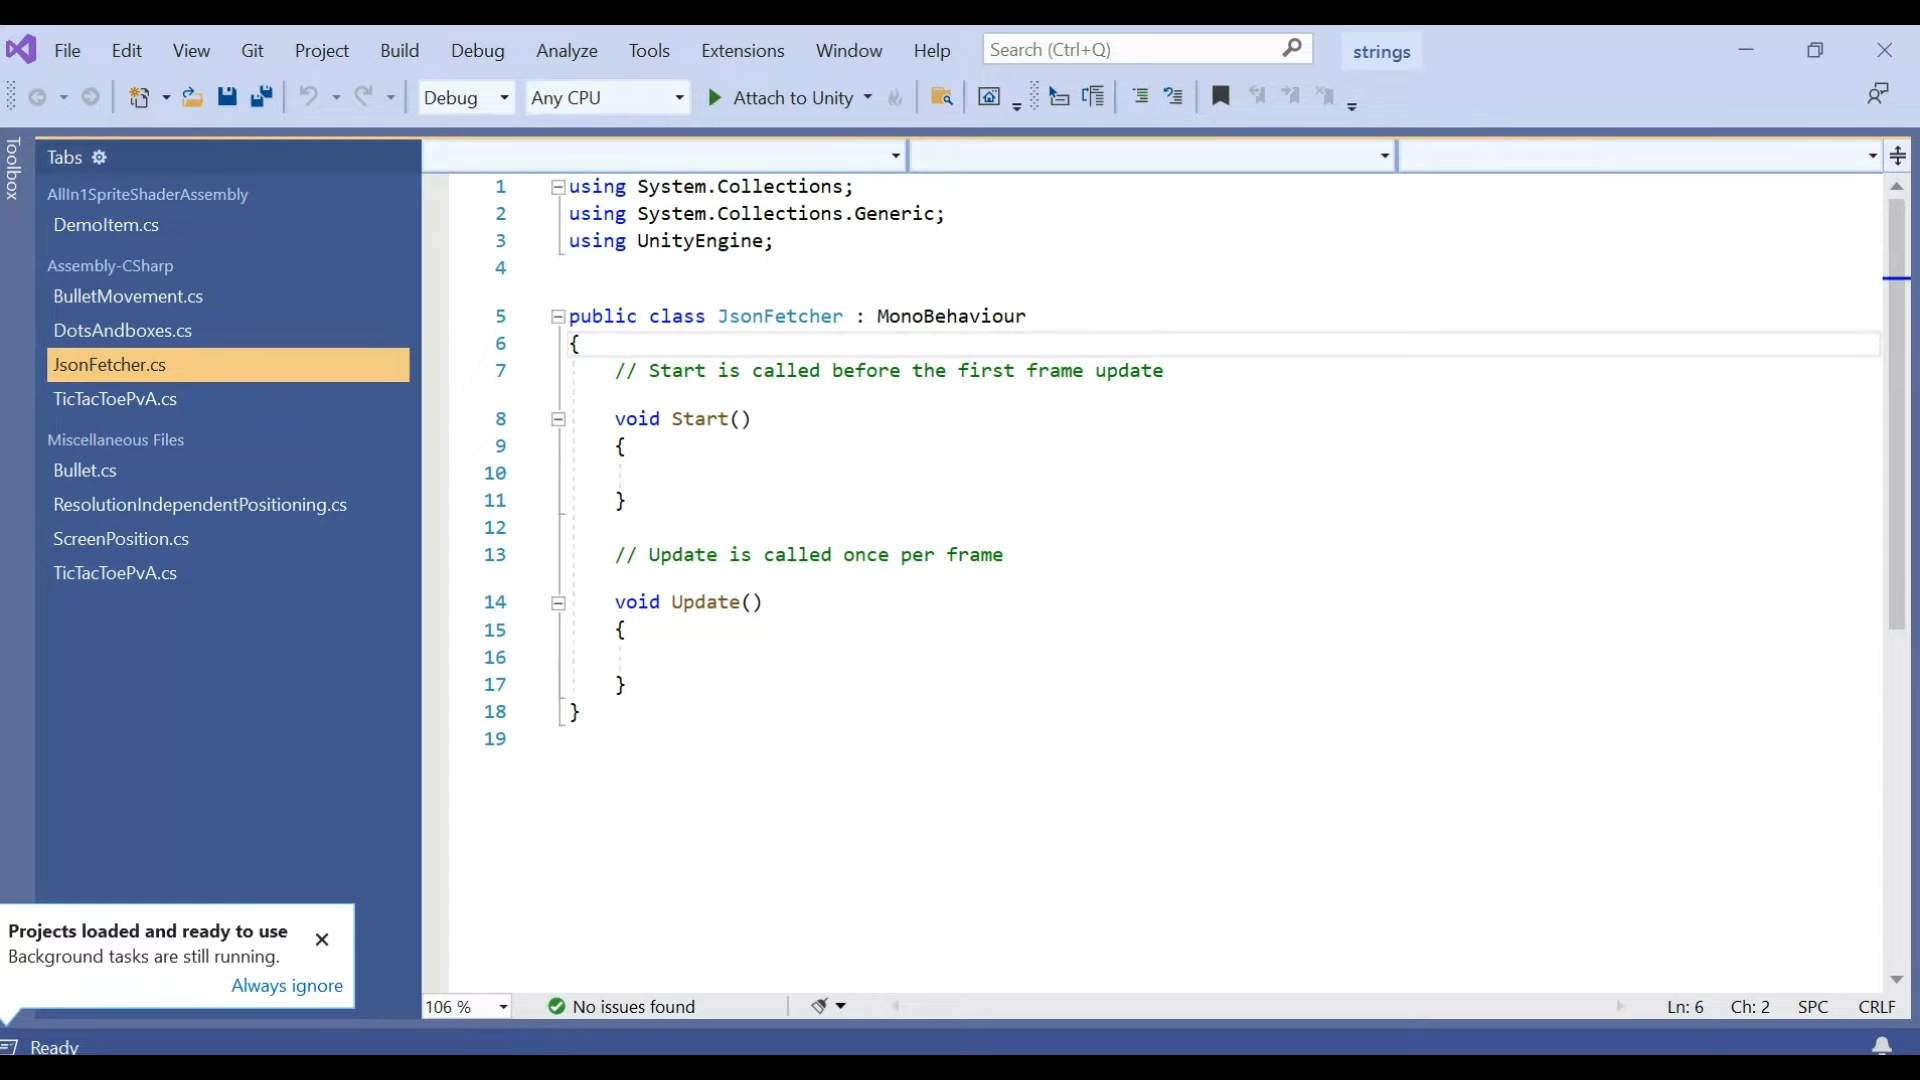 File Edit View Git Project Build Debug Analyze Tools Extensions Window Help Search (Ctrl+Q) strings
Debug Any CPU Attach to Unity
Toolbox
Tabs
AllIn1SpriteShaderAssembly
DemoItem.cs
Assembly-CSharp
BulletMovement.cs
DotsAndboxes.cs
JsonFetcher.cs
TicTacToePvA.cs
Miscellaneous Files
Bullet.cs
ResolutionIndependentPositioning.cs
ScreenPosition.cs
TicTacToePvA.cs
1 using System.Collections;
2 using System.Collections.Generic;
3 using UnityEngine;
4
5 public class JsonFetcher : MonoBehaviour
6 {
7 // Start is called before the first frame update
8 void Start()
9 {
10
11 }
12
13 // Update is called once per frame
14 void Update()
15 {
16
17 }
18 }
19
Projects loaded and ready to use
Background tasks are still running.
Always ignore
106 % No issues found Ln: 6 Ch: 2 SPC CRLF
Ready